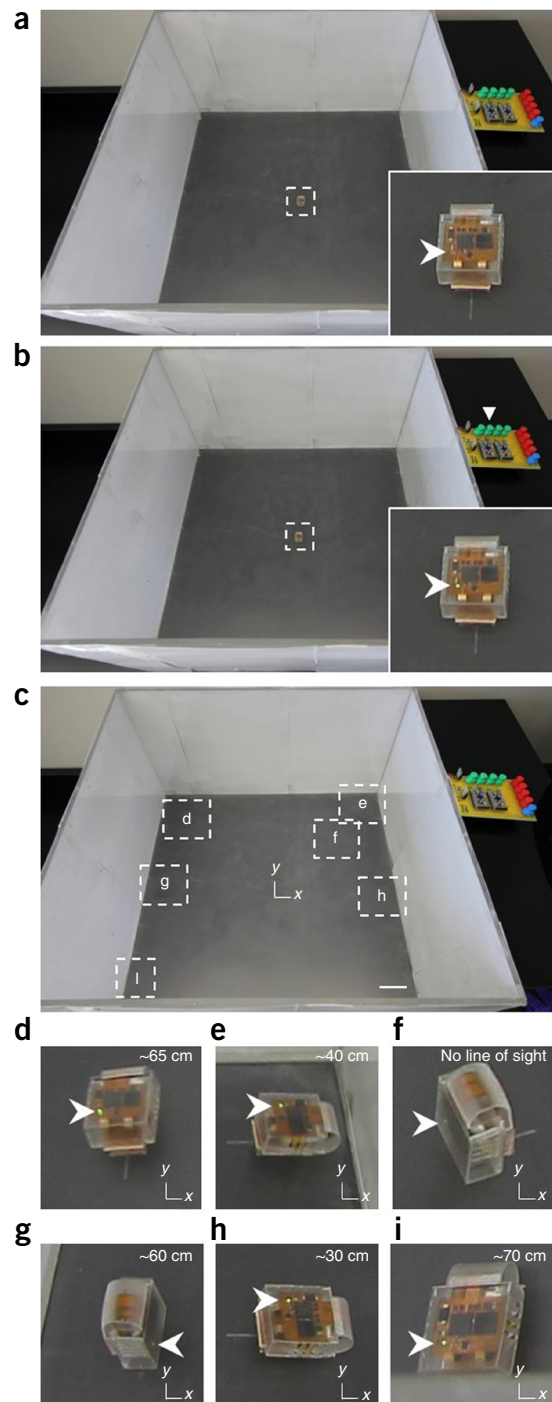 a
b
c
d
e
f
g
h
l
y
x
d
~65 cm
y
x
e
~40 cm
y
x
f
No line of sight
y
x
g
~60 cm
y
x
h
~30 cm
y
x
i
~70 cm
y
x